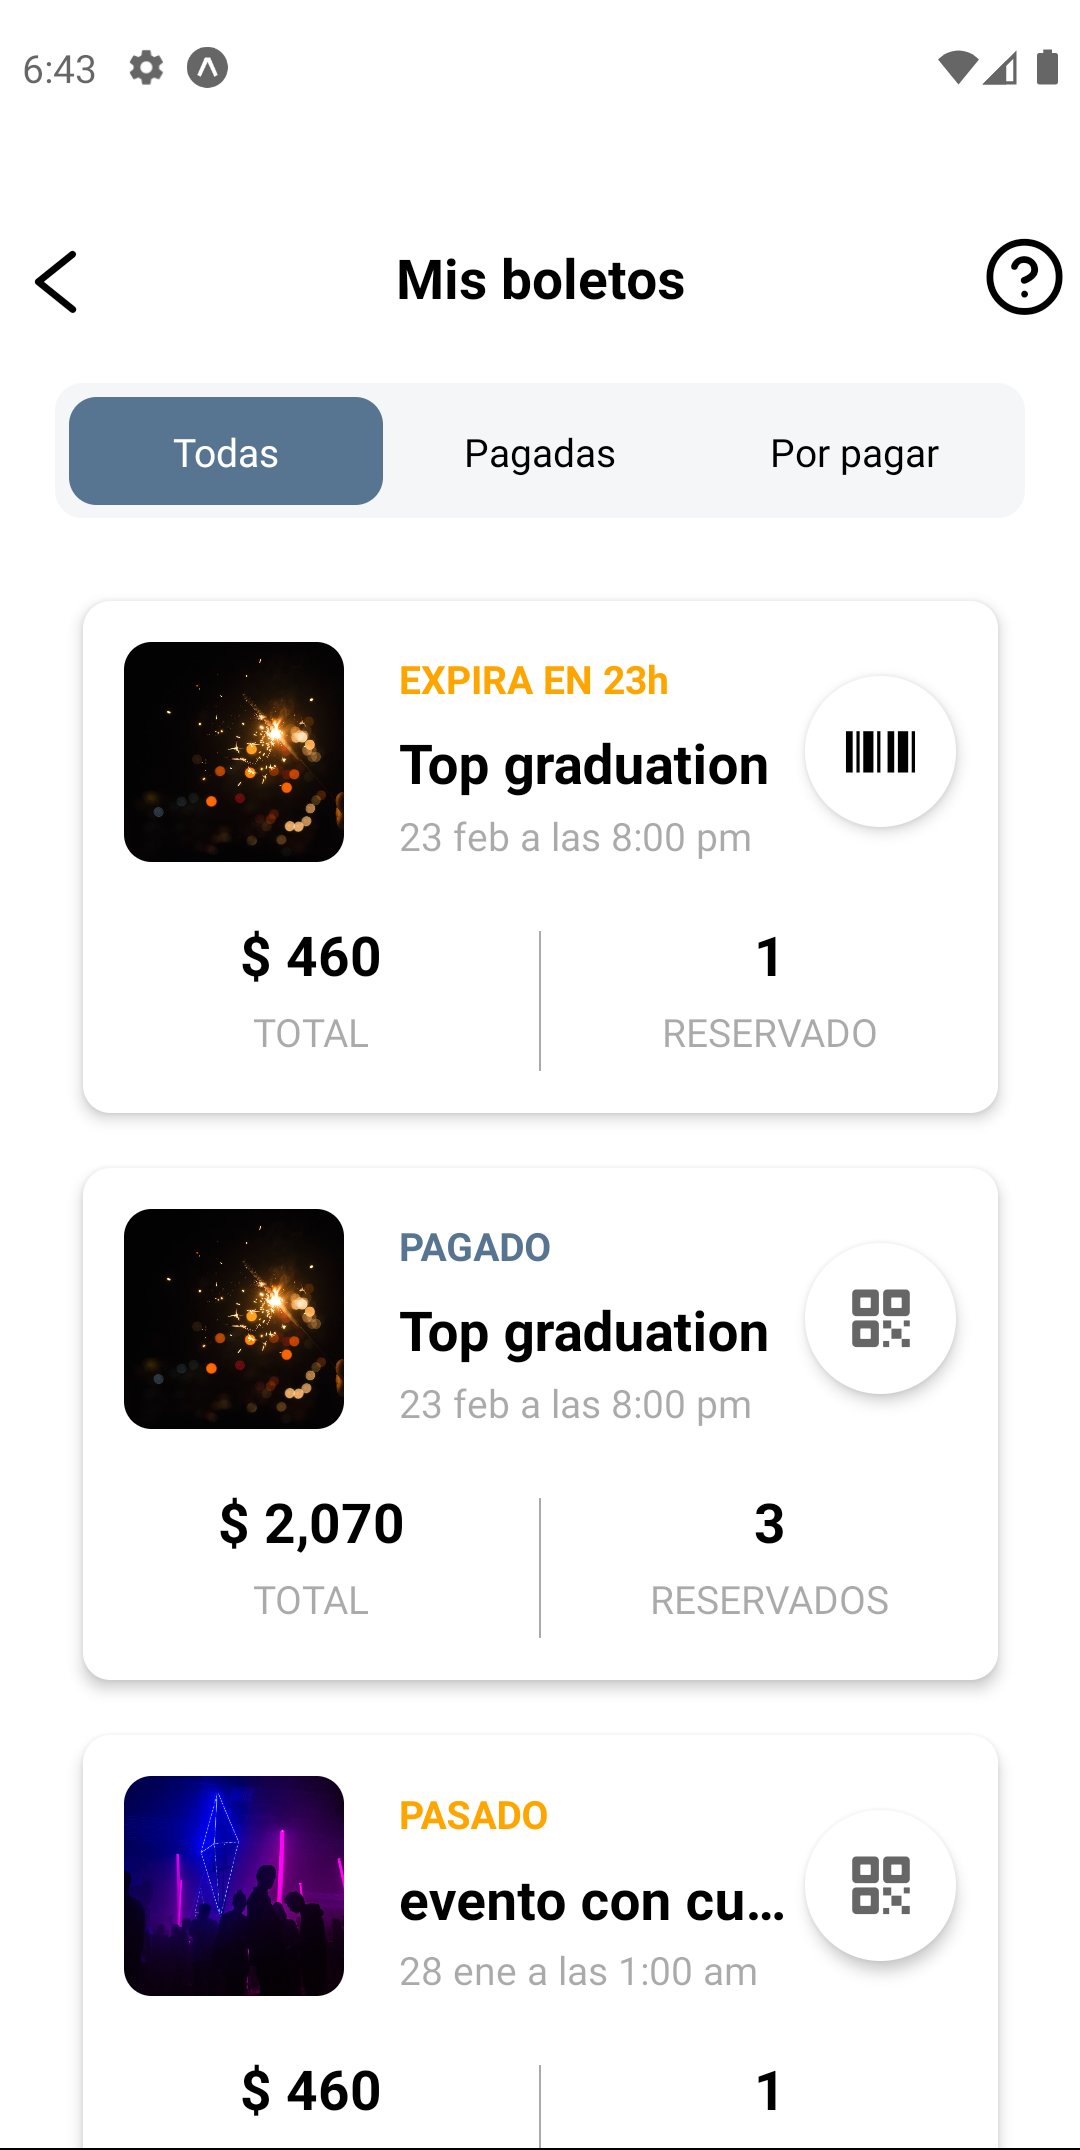 6:43
Mis boletos
Todas
Pagadas
Por pagar
EXPIRA EN 23h
Top graduation
23 feb a las 8:00 pm
$ 460
1
TOTAL
RESERVADO
PAGADO
Top graduation
23 feb a las 8:00 pm
$ 2,070
3
TOTAL
RESERVADOS
PASADO
evento con cu...
28 ene a las 1:00 am
$ 460
1